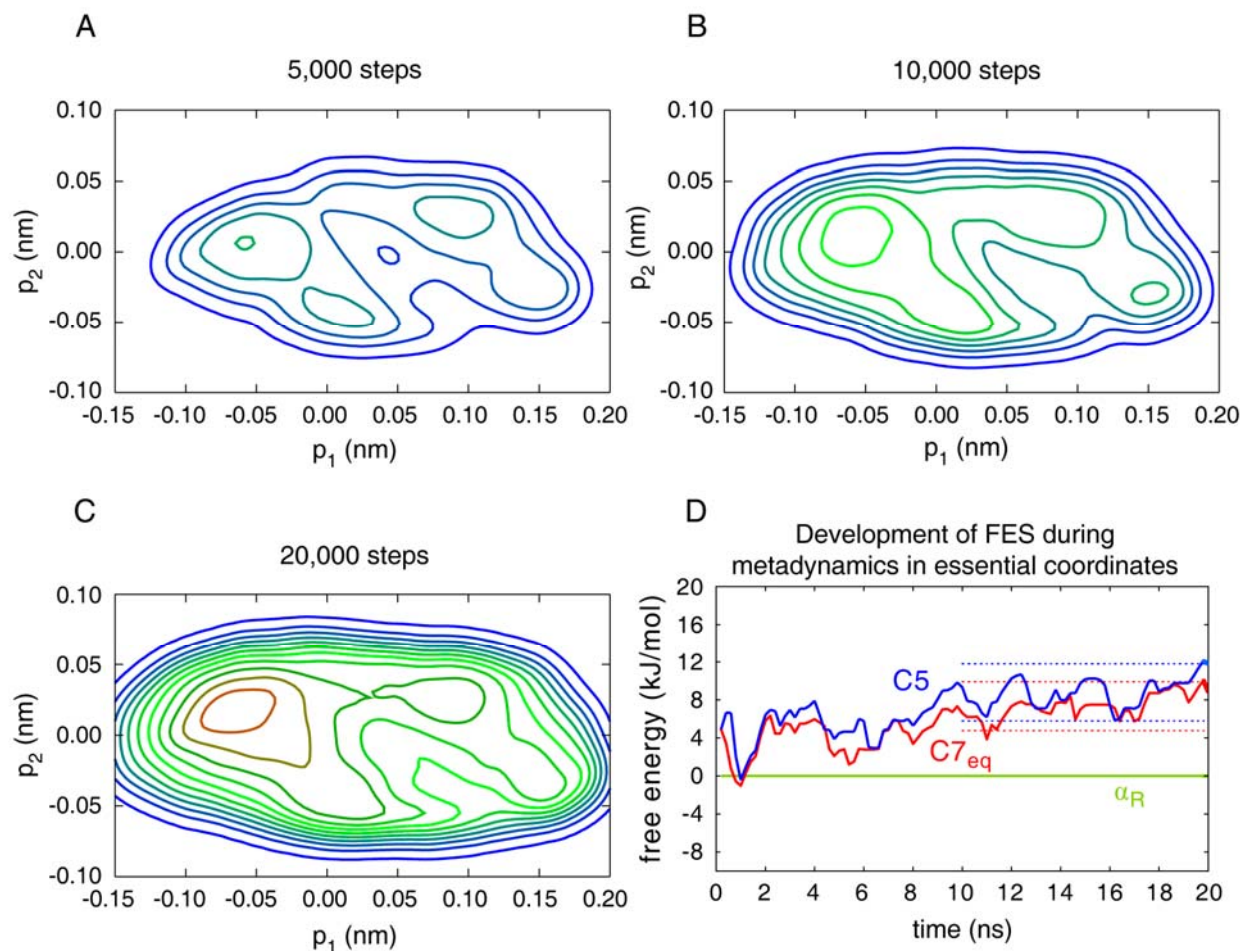 A
5,000 steps
0.10
0.05
0.00
-0.05
-0.10
p2 (nm)
-0.15 -0.10 -0.05 0.00 0.05 0.10 0.15 0.20
p1 (nm)
B
10,000 steps
0.10
0.05
0.00
-0.05
-0.10
p2 (nm)
-0.15 -0.10 -0.05 0.00 0.05 0.10 0.15 0.20
p1 (nm)
C
20,000 steps
0.10
0.05
0.00
-0.05
-0.10
p2 (nm)
-0.15 -0.10 -0.05 0.00 0.05 0.10 0.15 0.20
p1 (nm)
D
Development of FES during
metadynamics in essential coordinates
20
16
12
8
4
0
-4
-8
free energy (kJ/mol)
C5
C7eq
αR
0 2 4 6 8 10 12 14 16 18 20
time (ns)